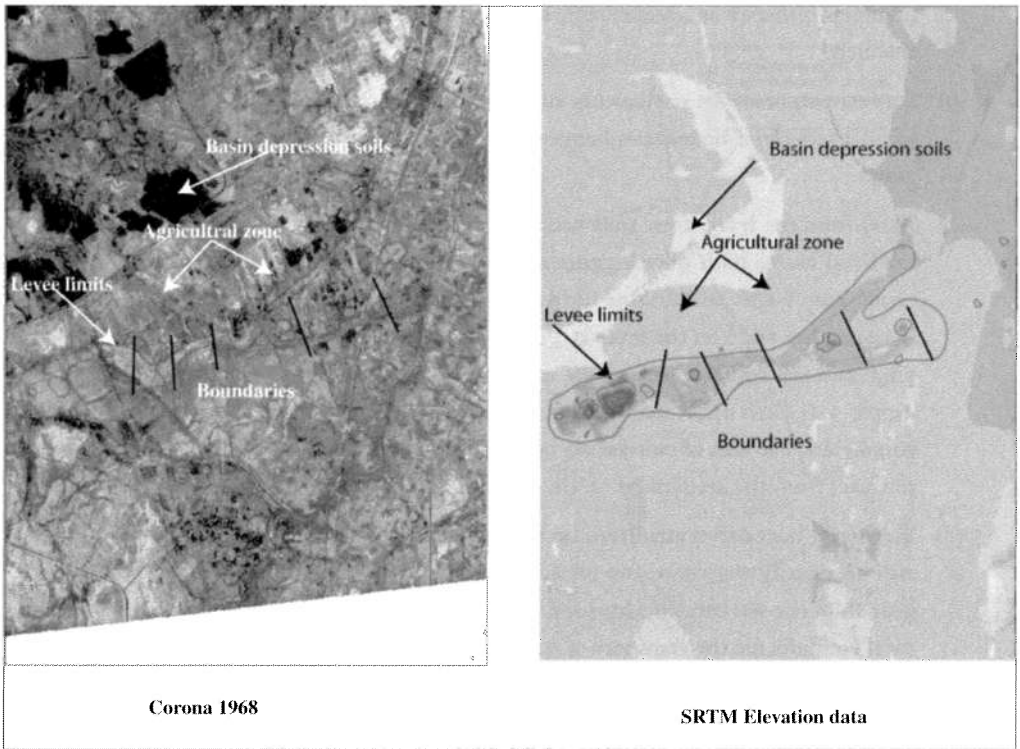 Basin depression soils
Agricultral zone
Levee limits
Boundaries
Corona 1968
Basin depression soils
Agricultural zone
Levee limits
Boundaries
SRTM Elevation data